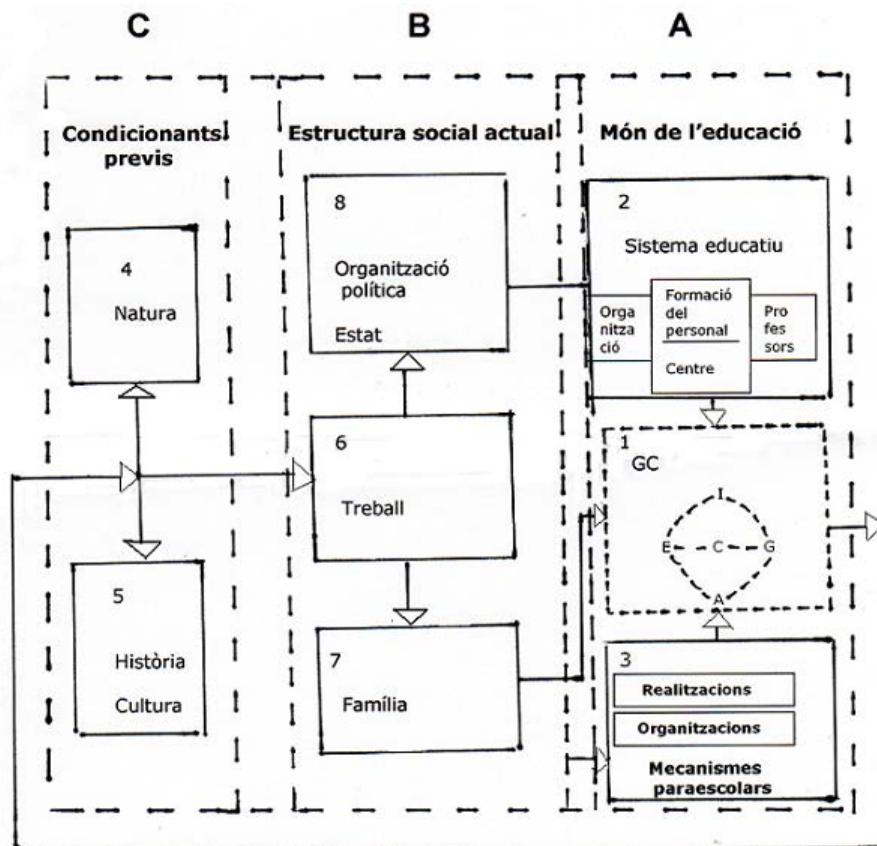 C
B
A
Condicionants
previs
Estructura social actual
Món de l'educació
4
Natura
5
Història
Cultura
8
Organització
política
Estat
6
Treball
7
Família
2
Sistema educatiu
Orga
nitza
ció
Formació
del
personal
Centre
Pro
fes
sors
1
GC
I
E C G
A
3
Realitzacions
Organitzacions
Mecanismes
paraescolars